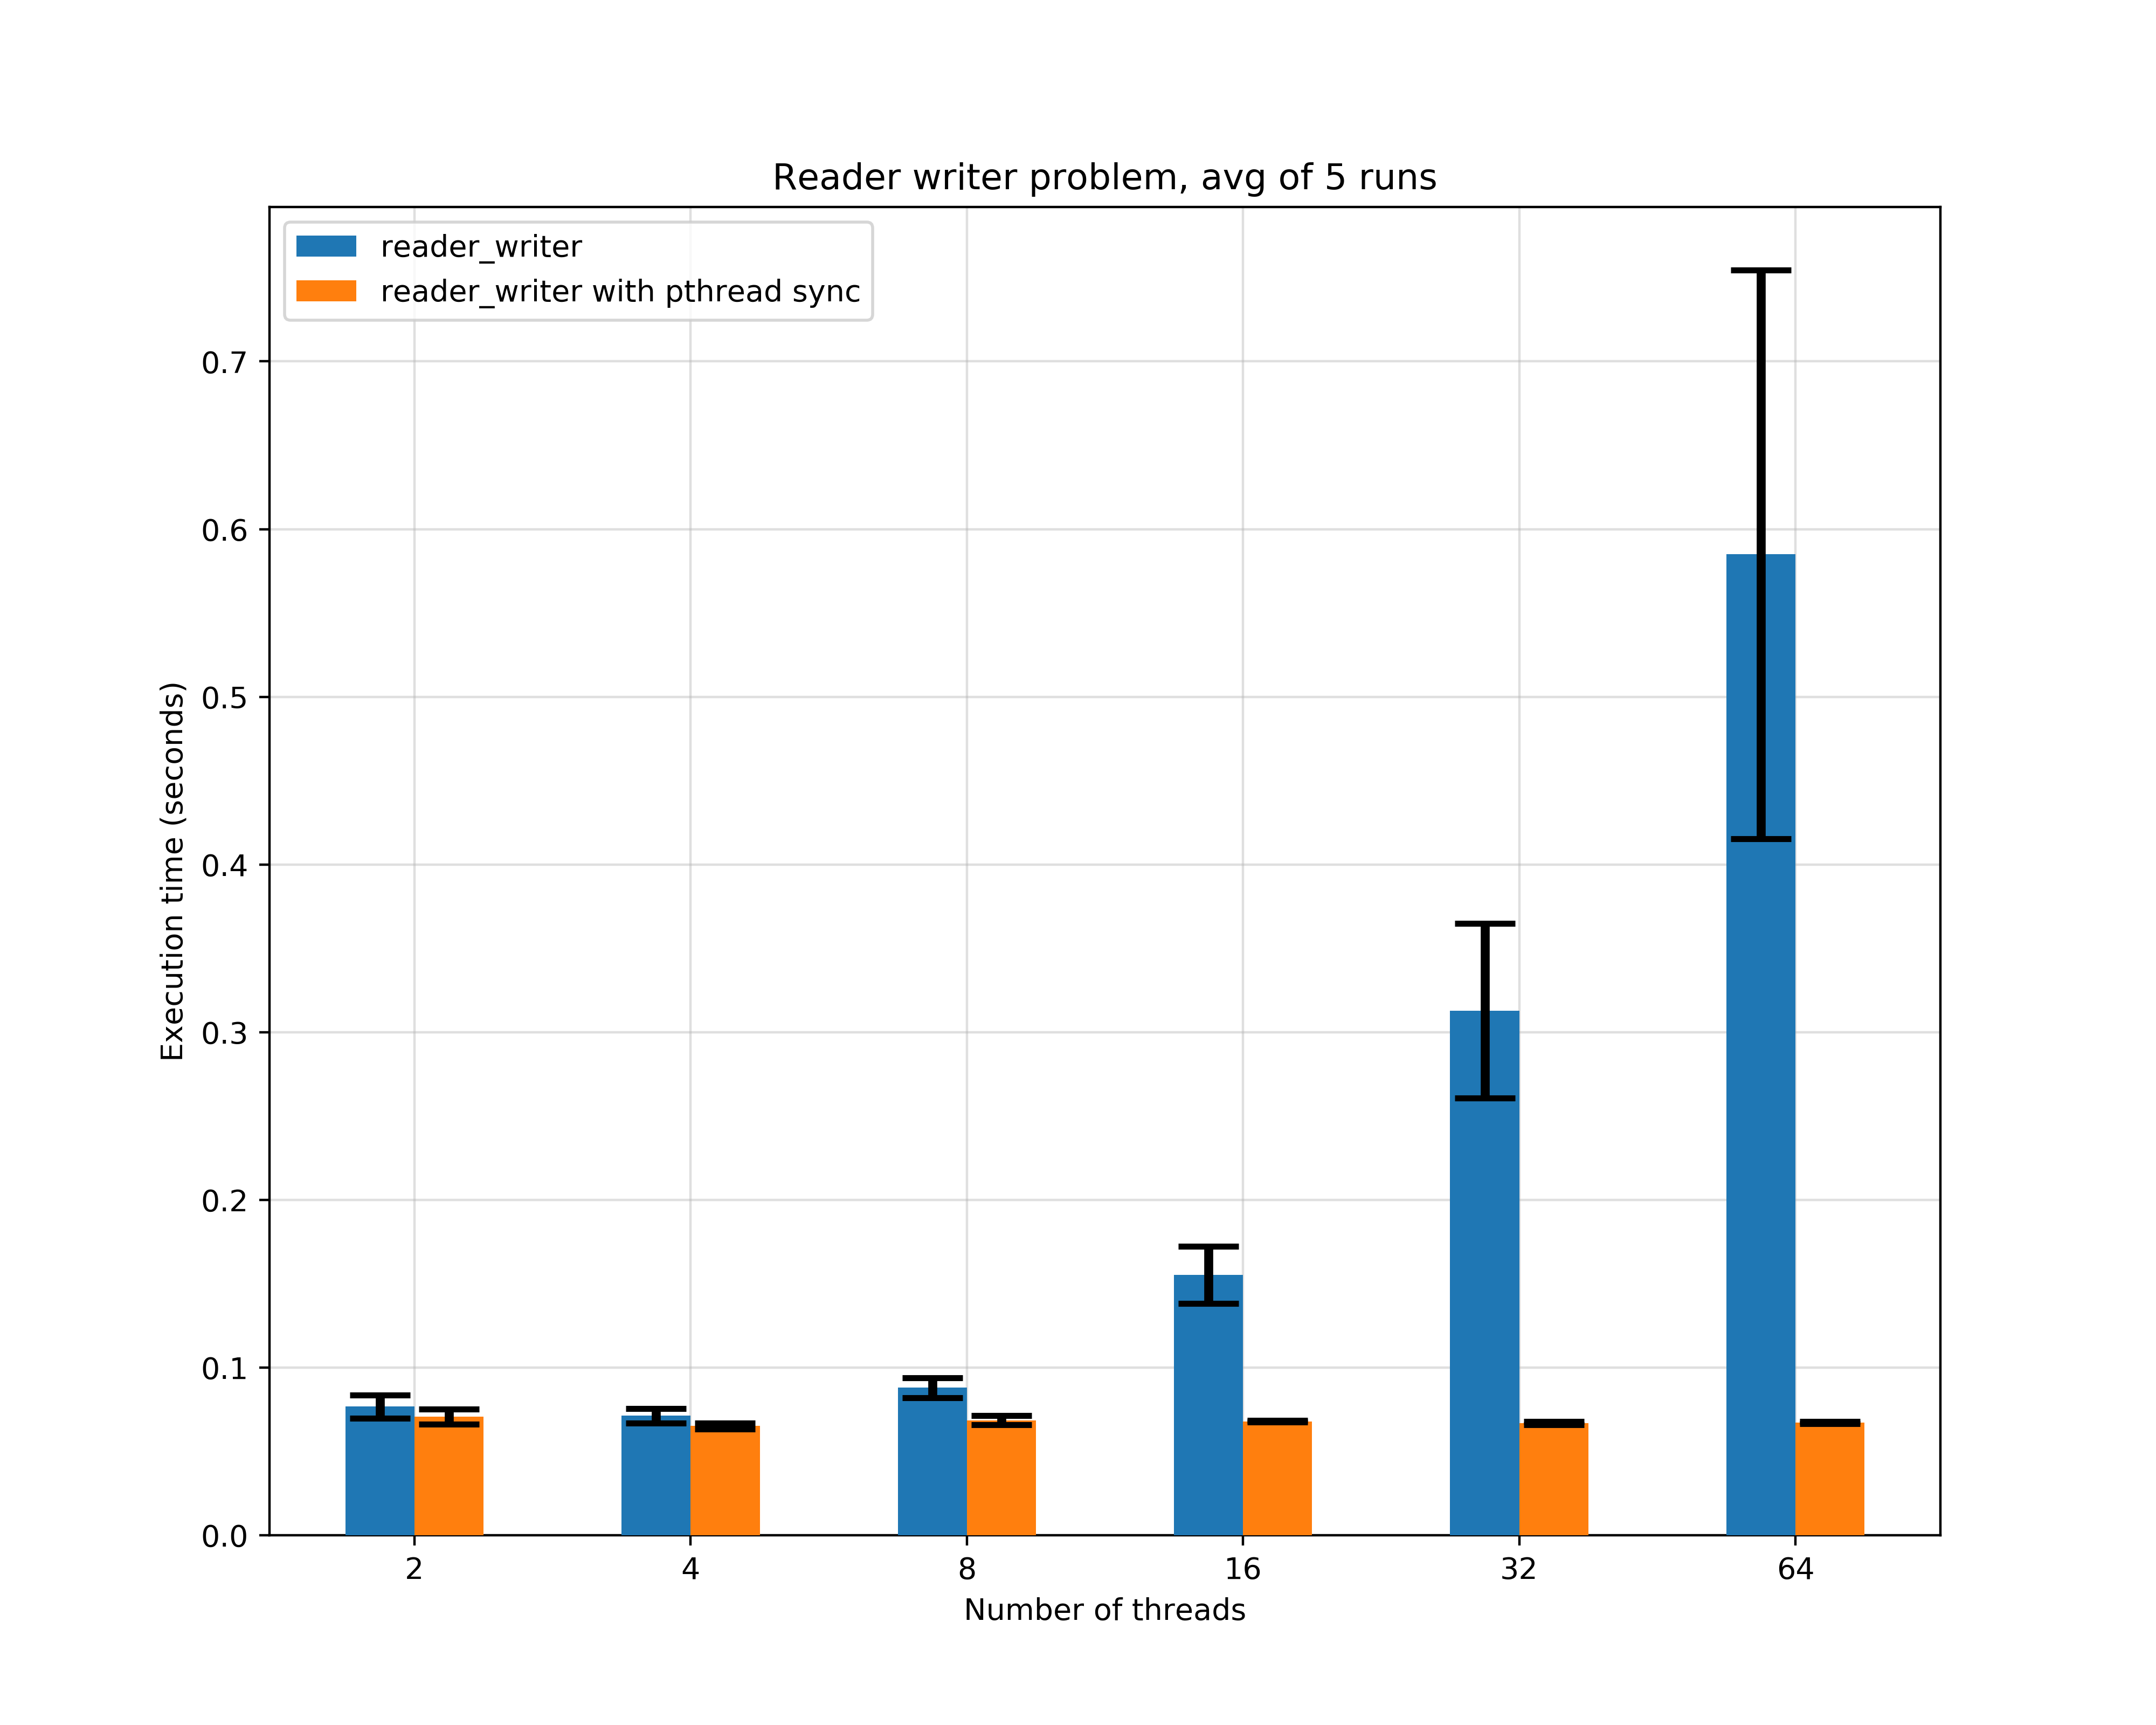 Reader writer problem, avg of 5 runs
reader_writer
reader_writer with pthread sync
Execution time (seconds)
0.7
0.6
0.5
0.4
0.3
0.2
0.1
0.0
2 4 8 16 32 64
Number of threads